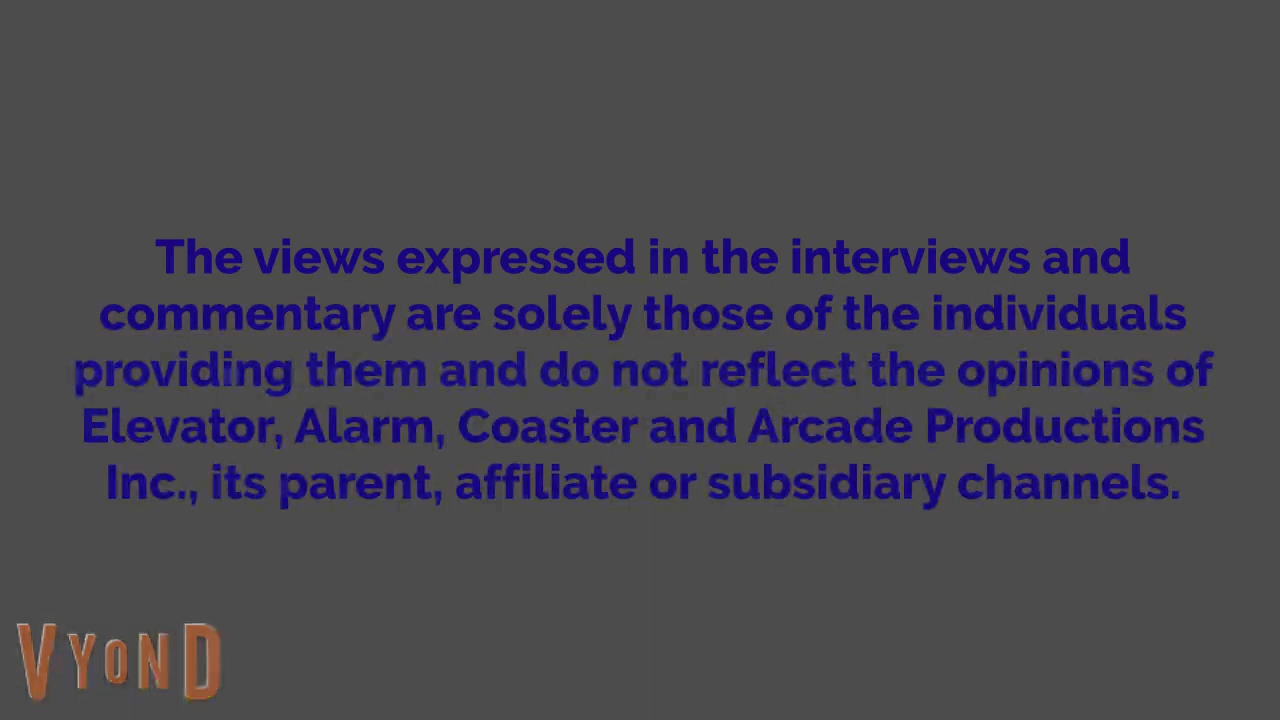 The views expressed in the interviews and
commentary are solely those of the individuals
providing them and do not reflect the opinions of
Elevator, Alarm, Coaster and Arcade Productions
Inc., its parent, affiliate or subsidiary channels.
VYOND